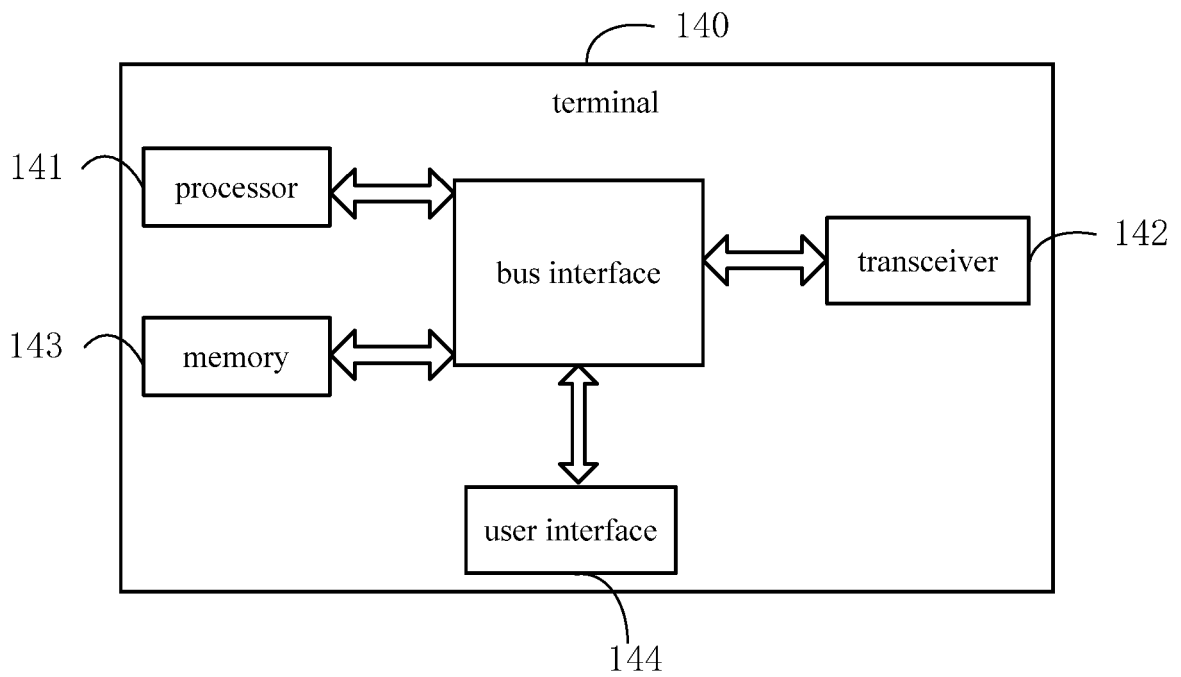 140
terminal
141
processor
bus interface
transceiver
142
143
memory
user interface
144